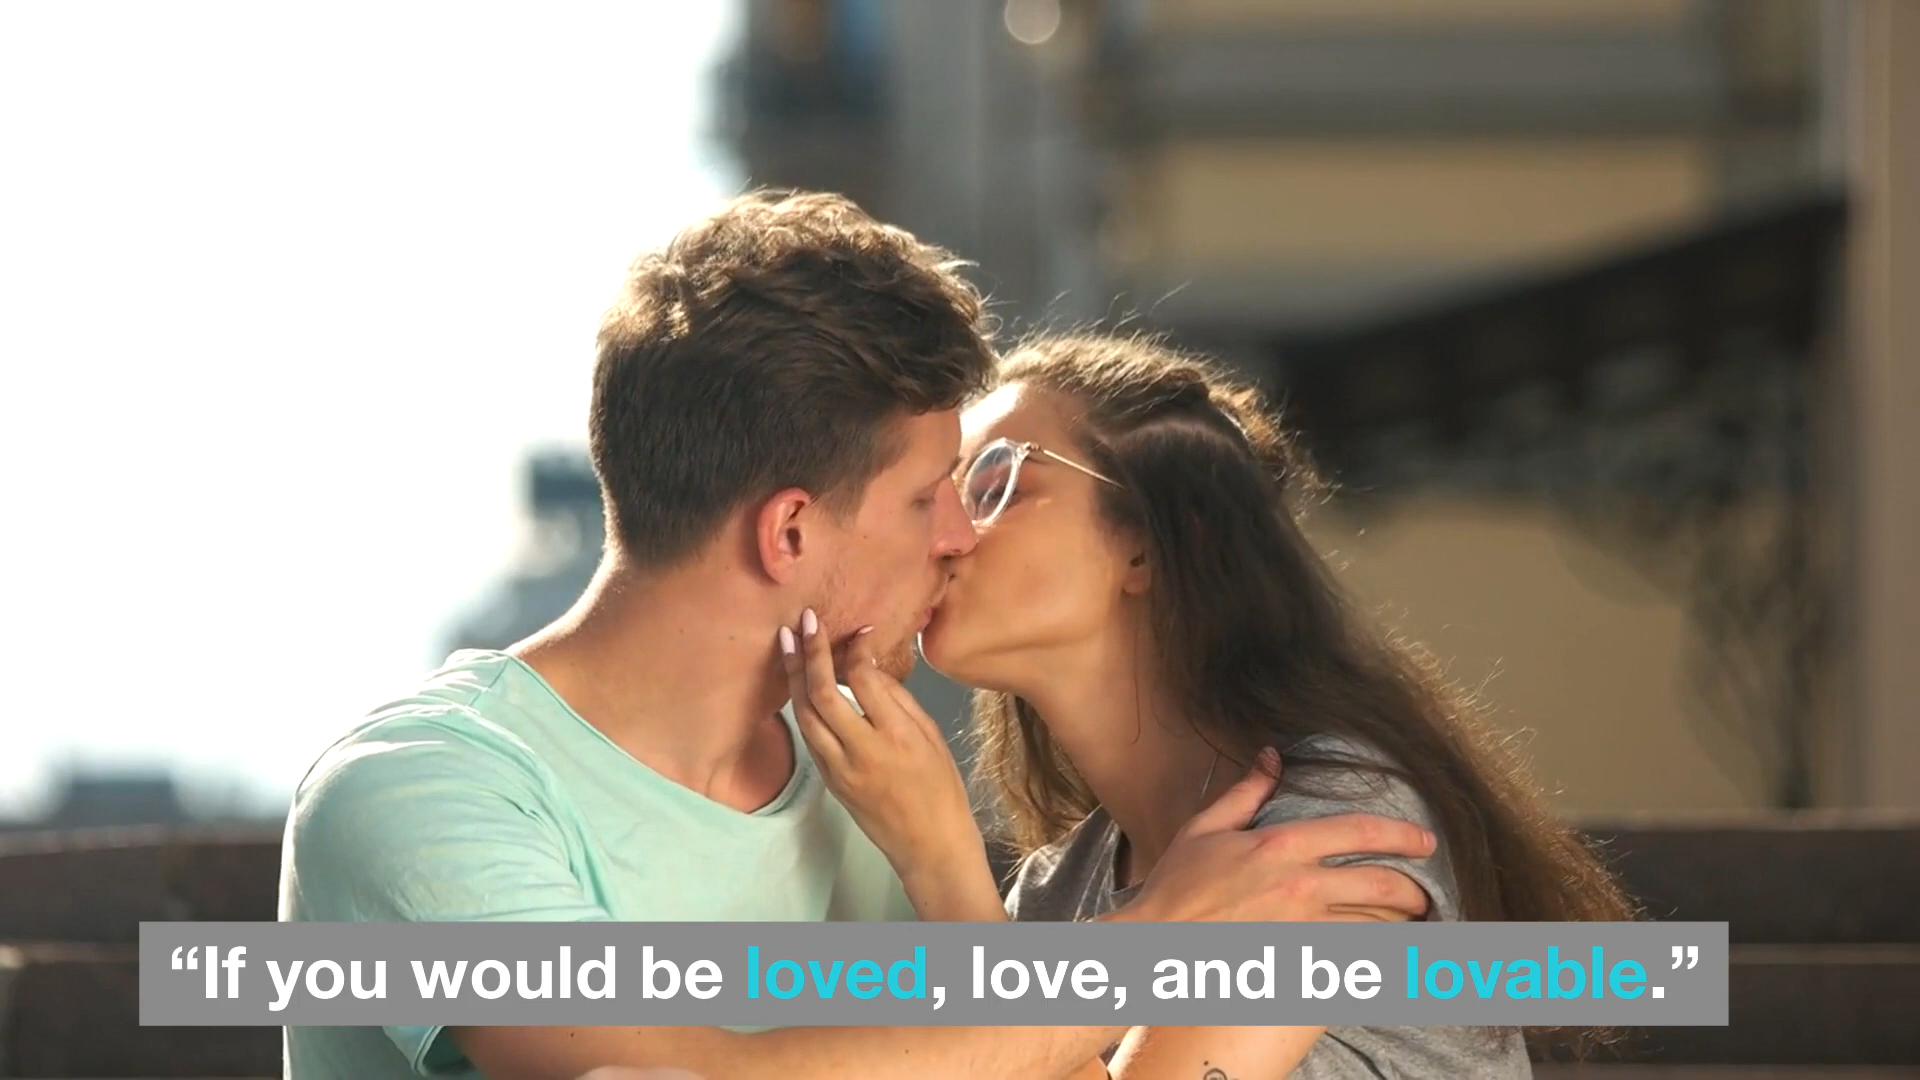 “If you would be loved, love, and be lovable.”